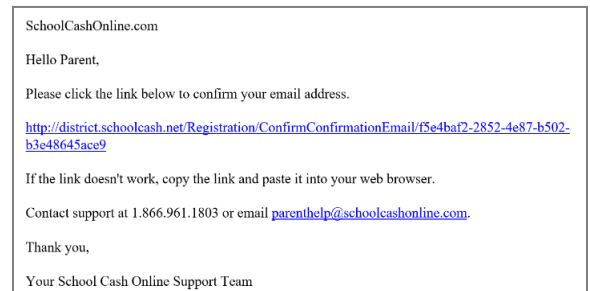 SchoolCashOnline.com
Hello Parent,
Please click the link below to confirm your email address.
http://district.schoolcash.net/Registration/ConfirmConfirmationEmail/f5e4baf2-2852-4e87-b502-
b3e48645ace9
If the link doesn't work, copy the link and paste it into your web browser.
Contact support at 1.866.961.1803 or email parenthelp@schoolcashonline.com.
Thank you,
Your School Cash Online Support Team